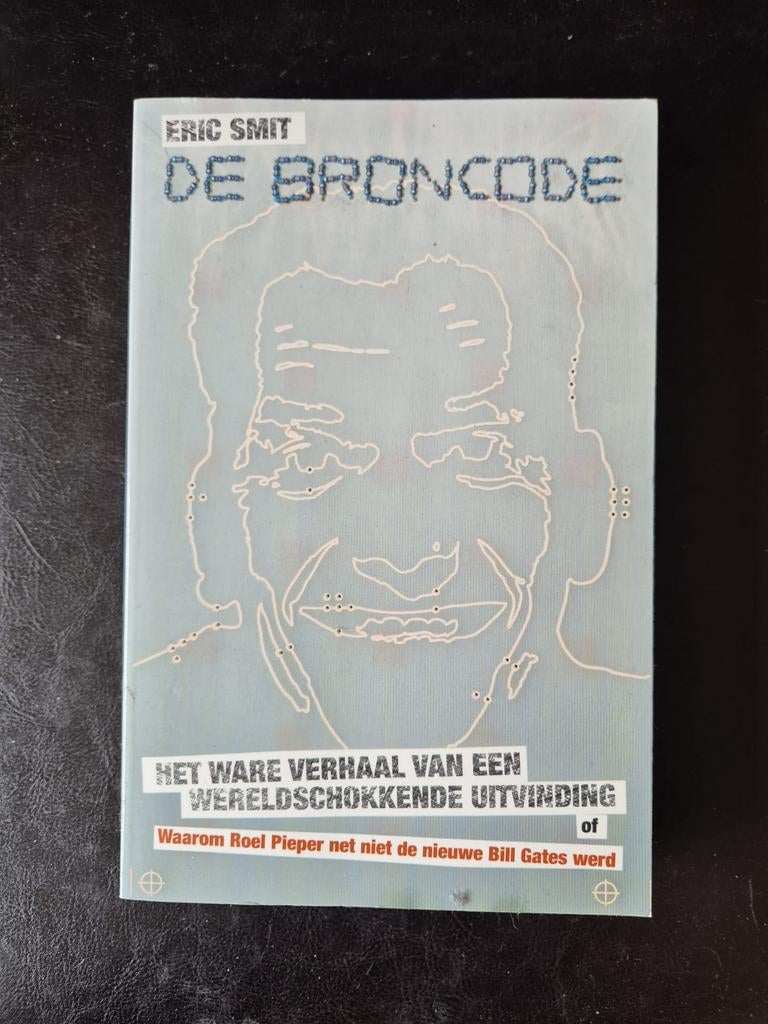 ERIC SMIT
DE BRONCODE
HET WARE VERHAAL VAN EEN
WERELDSCHOKKENDE UITVINDING
of
Waarom Roel Pieper net niet de nieuwe Bill Gates werd